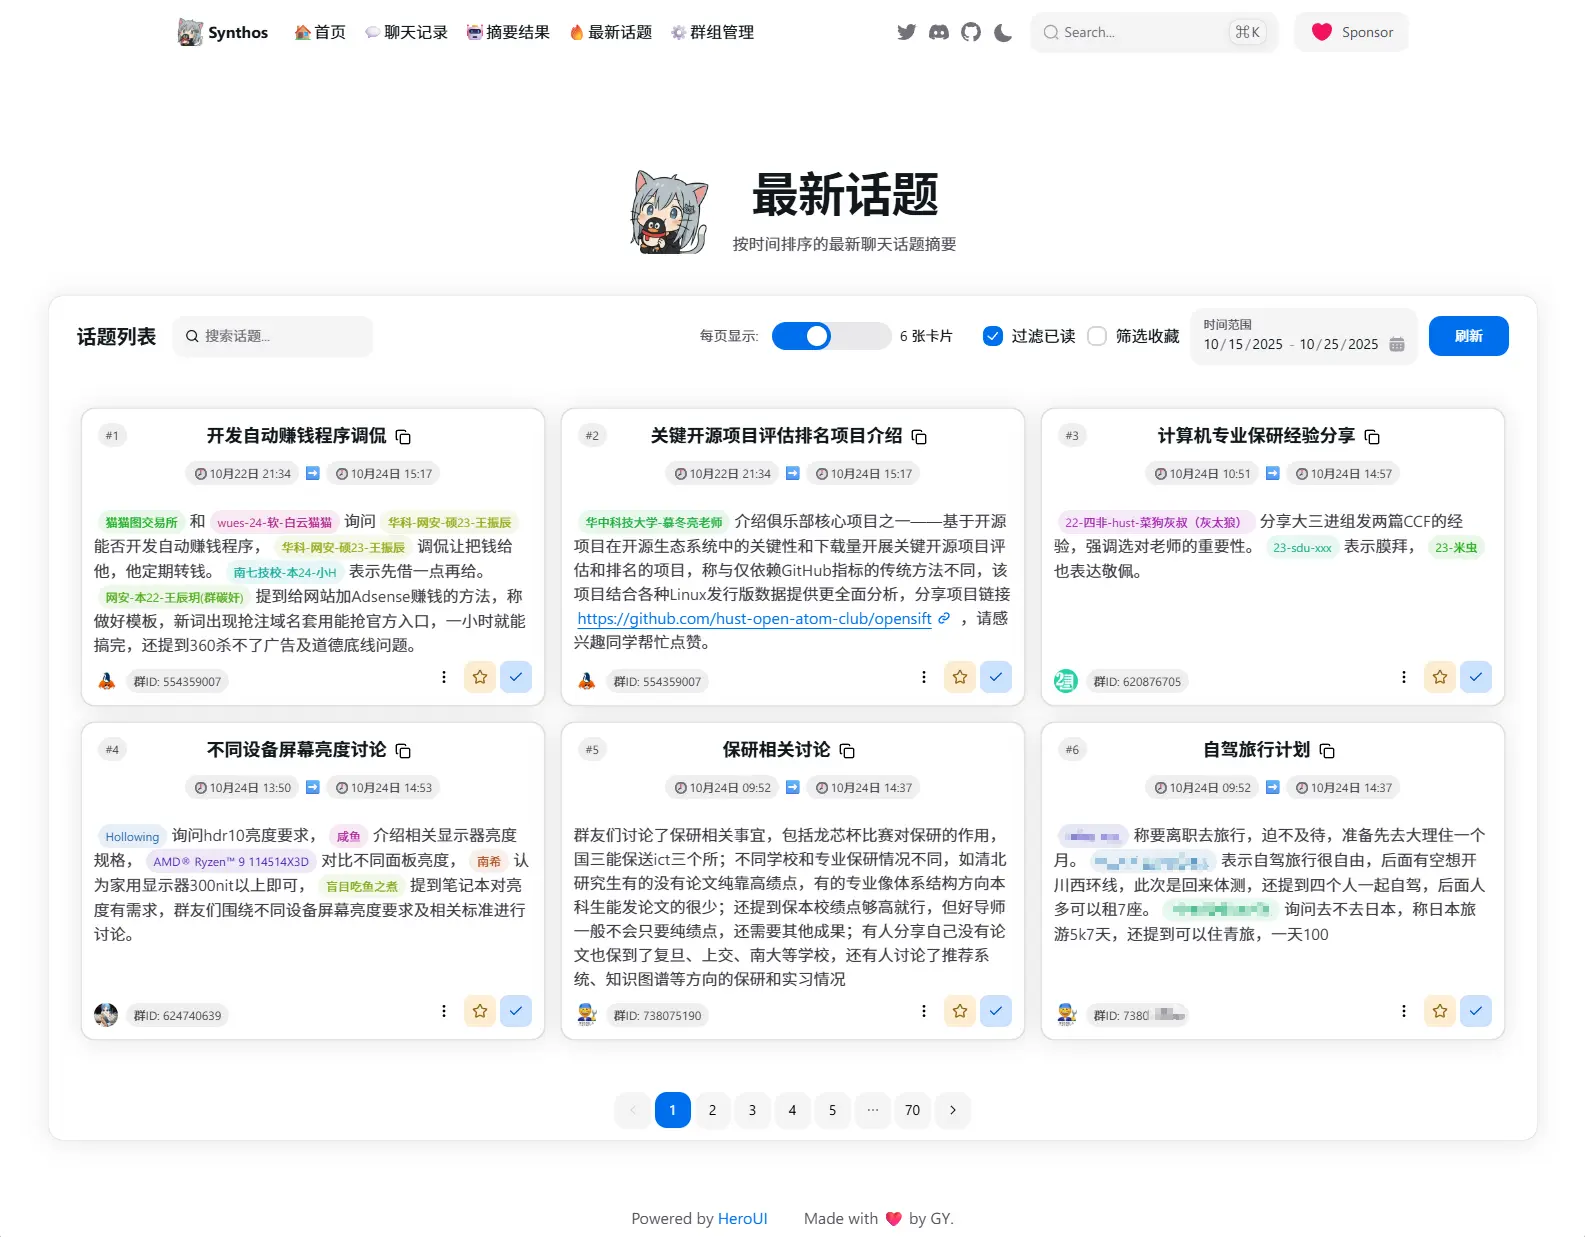 Synthos
首页
聊天记录
摘要结果
最新话题
群组管理
Search...
⌘K
Sponsor
最新话题
按时间排序的最新聊天话题摘要
话题列表
搜索话题...
每页显示:
6 张卡片
过滤已读
筛选收藏
时间范围
10/15/2025 - 10/25/2025
刷新
#1
开发自动赚钱程序调侃
10月22日 21:34
10月24日 15:17
猫猫图交易所 和 wues-24-软-白云猫猫 询问 华科-网安-硕23-王振辰
能否开发自动赚钱程序， 华科-网安-硕23-王振辰 调侃让把钱给
他，他定期转钱。 南七技校-本24-小H 表示先借一点再给。
网安-本22-王辰玥(群碳奸) 提到给网站加Adsense赚钱的方法，称
做好模板，新词出现抢注域名套用能抢官方入口，一小时就能
搞完，还提到360杀不了广告及道德底线问题。
群ID: 554359007
#2
关键开源项目评估排名项目介绍
10月22日 21:34
10月24日 15:17
华中科技大学-慕冬亮老师 介绍俱乐部核心项目之一——基于开源
项目在开源生态系统中的关键性和下载量开展关键开源项目评
估和排名的项目，称与仅依赖GitHub指标的传统方法不同，该
项目结合各种Linux发行版数据提供更全面分析，分享项目链接
https://github.com/hust-open-atom-club/opensift ，请感
兴趣同学帮忙点赞。
群ID: 554359007
#3
计算机专业保研经验分享
10月24日 10:51
10月24日 14:57
22-四非-hust-菜狗灰叔（灰太狼） 分享大三进组发两篇CCF的经
验，强调选对老师的重要性。 23-sdu-xxx 表示膜拜， 23-米虫
也表达敬佩。
群ID: 620876705
#4
不同设备屏幕亮度讨论
10月24日 13:50
10月24日 14:53
Hollowing 询问hdr10亮度要求， 咸鱼 介绍相关显示器亮度
规格， AMD® Ryzen™ 9 114514X3D 对比不同面板亮度， 南希 认
为家用显示器300nit以上即可， 盲目吃鱼之煮 提到笔记本对亮
度有需求，群友们围绕不同设备屏幕亮度要求及相关标准进行
讨论。
群ID: 624740639
#5
保研相关讨论
10月24日 09:52
10月24日 14:37
群友们讨论了保研相关事宜，包括龙芯杯比赛对保研的作用，
国三能保送ict三个所；不同学校和专业保研情况不同，如清北
研究生有的没有论文纯靠高绩点，有的专业像体系结构方向本
科生能发论文的很少；还提到保本校绩点够高就行，但好导师
一般不会只要纯绩点，还需要其他成果；有人分享自己没有论
文也保到了复旦、上交、南大等学校，还有人讨论了推荐系
统、知识图谱等方向的保研和实习情况
群ID: 738075190
#6
自驾旅行计划
10月24日 09:52
10月24日 14:37
称要离职去旅行，迫不及待，准备先去大理住一个
月。 表示自驾旅行很自由，后面有空想开
川西环线，此次是回来体测，还提到四个人一起自驾，后面人
多可以租7座。 询问去不去日本，称日本旅
游5k7天，还提到可以住青旅，一天100
群ID: 7380
1
2
3
4
5
...
70
Powered by HeroUI
Made with ❤️ by GY.